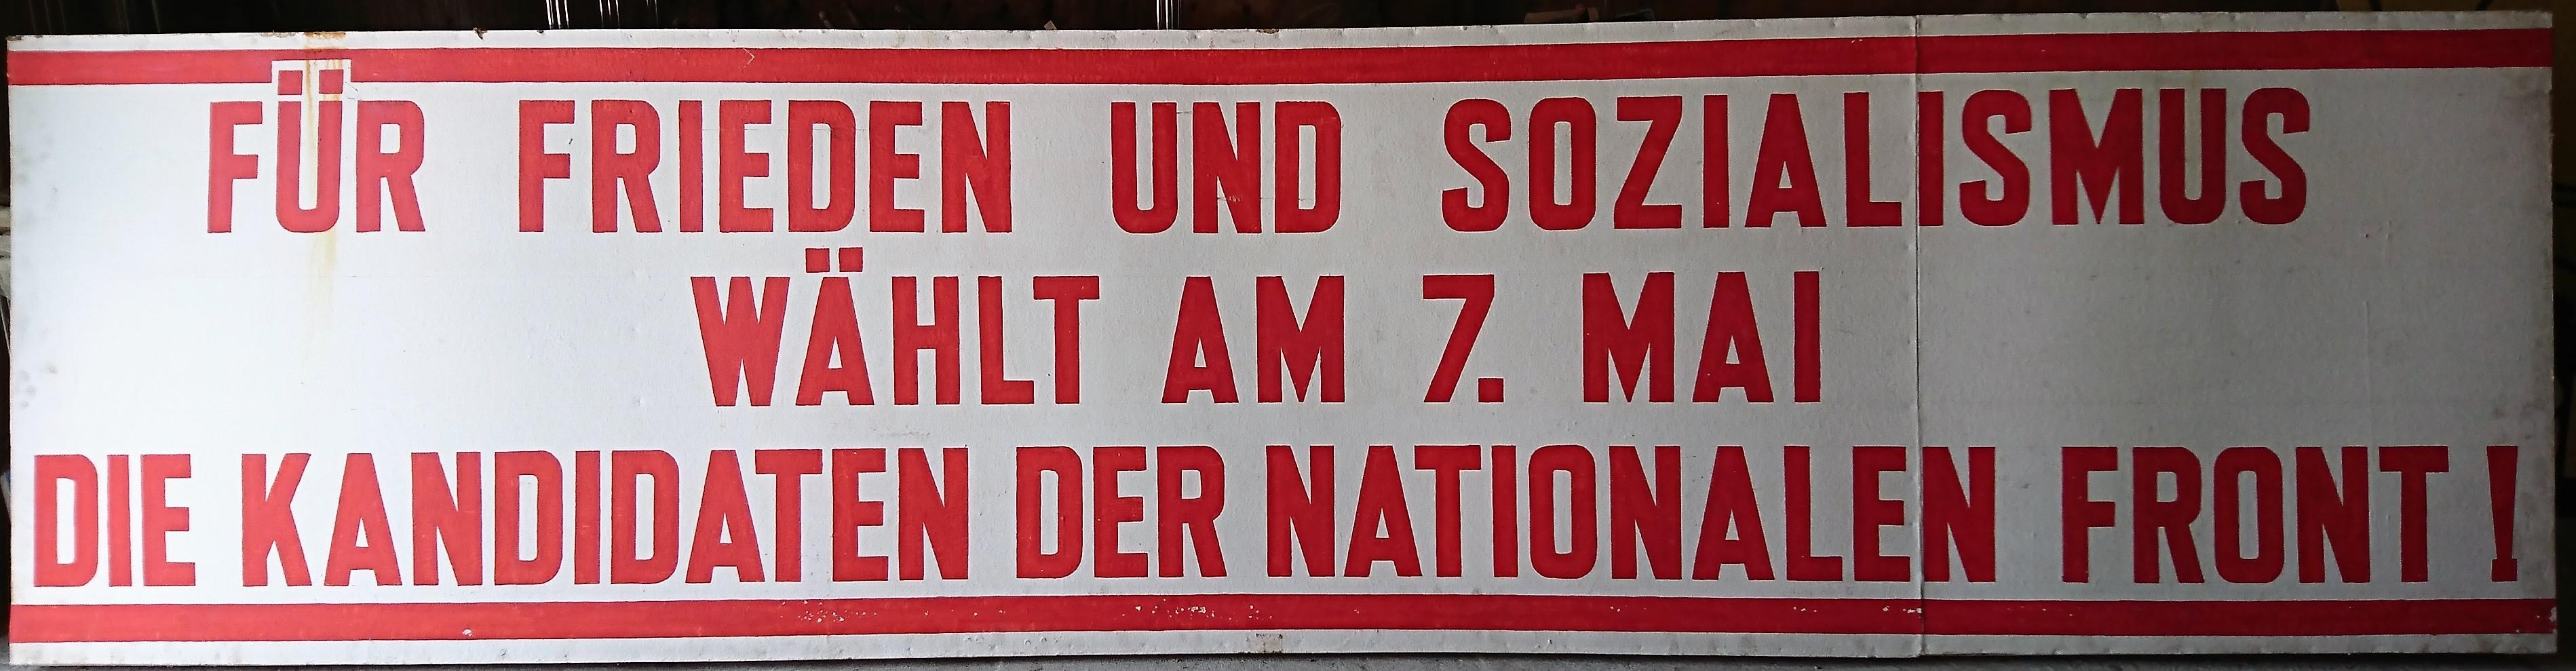 FÜR FRIEDEN UND SOZIALISMUS
WÄHLT AM 7. MAI
DIE KANDIDATEN DER NATIONALEN FRONT!